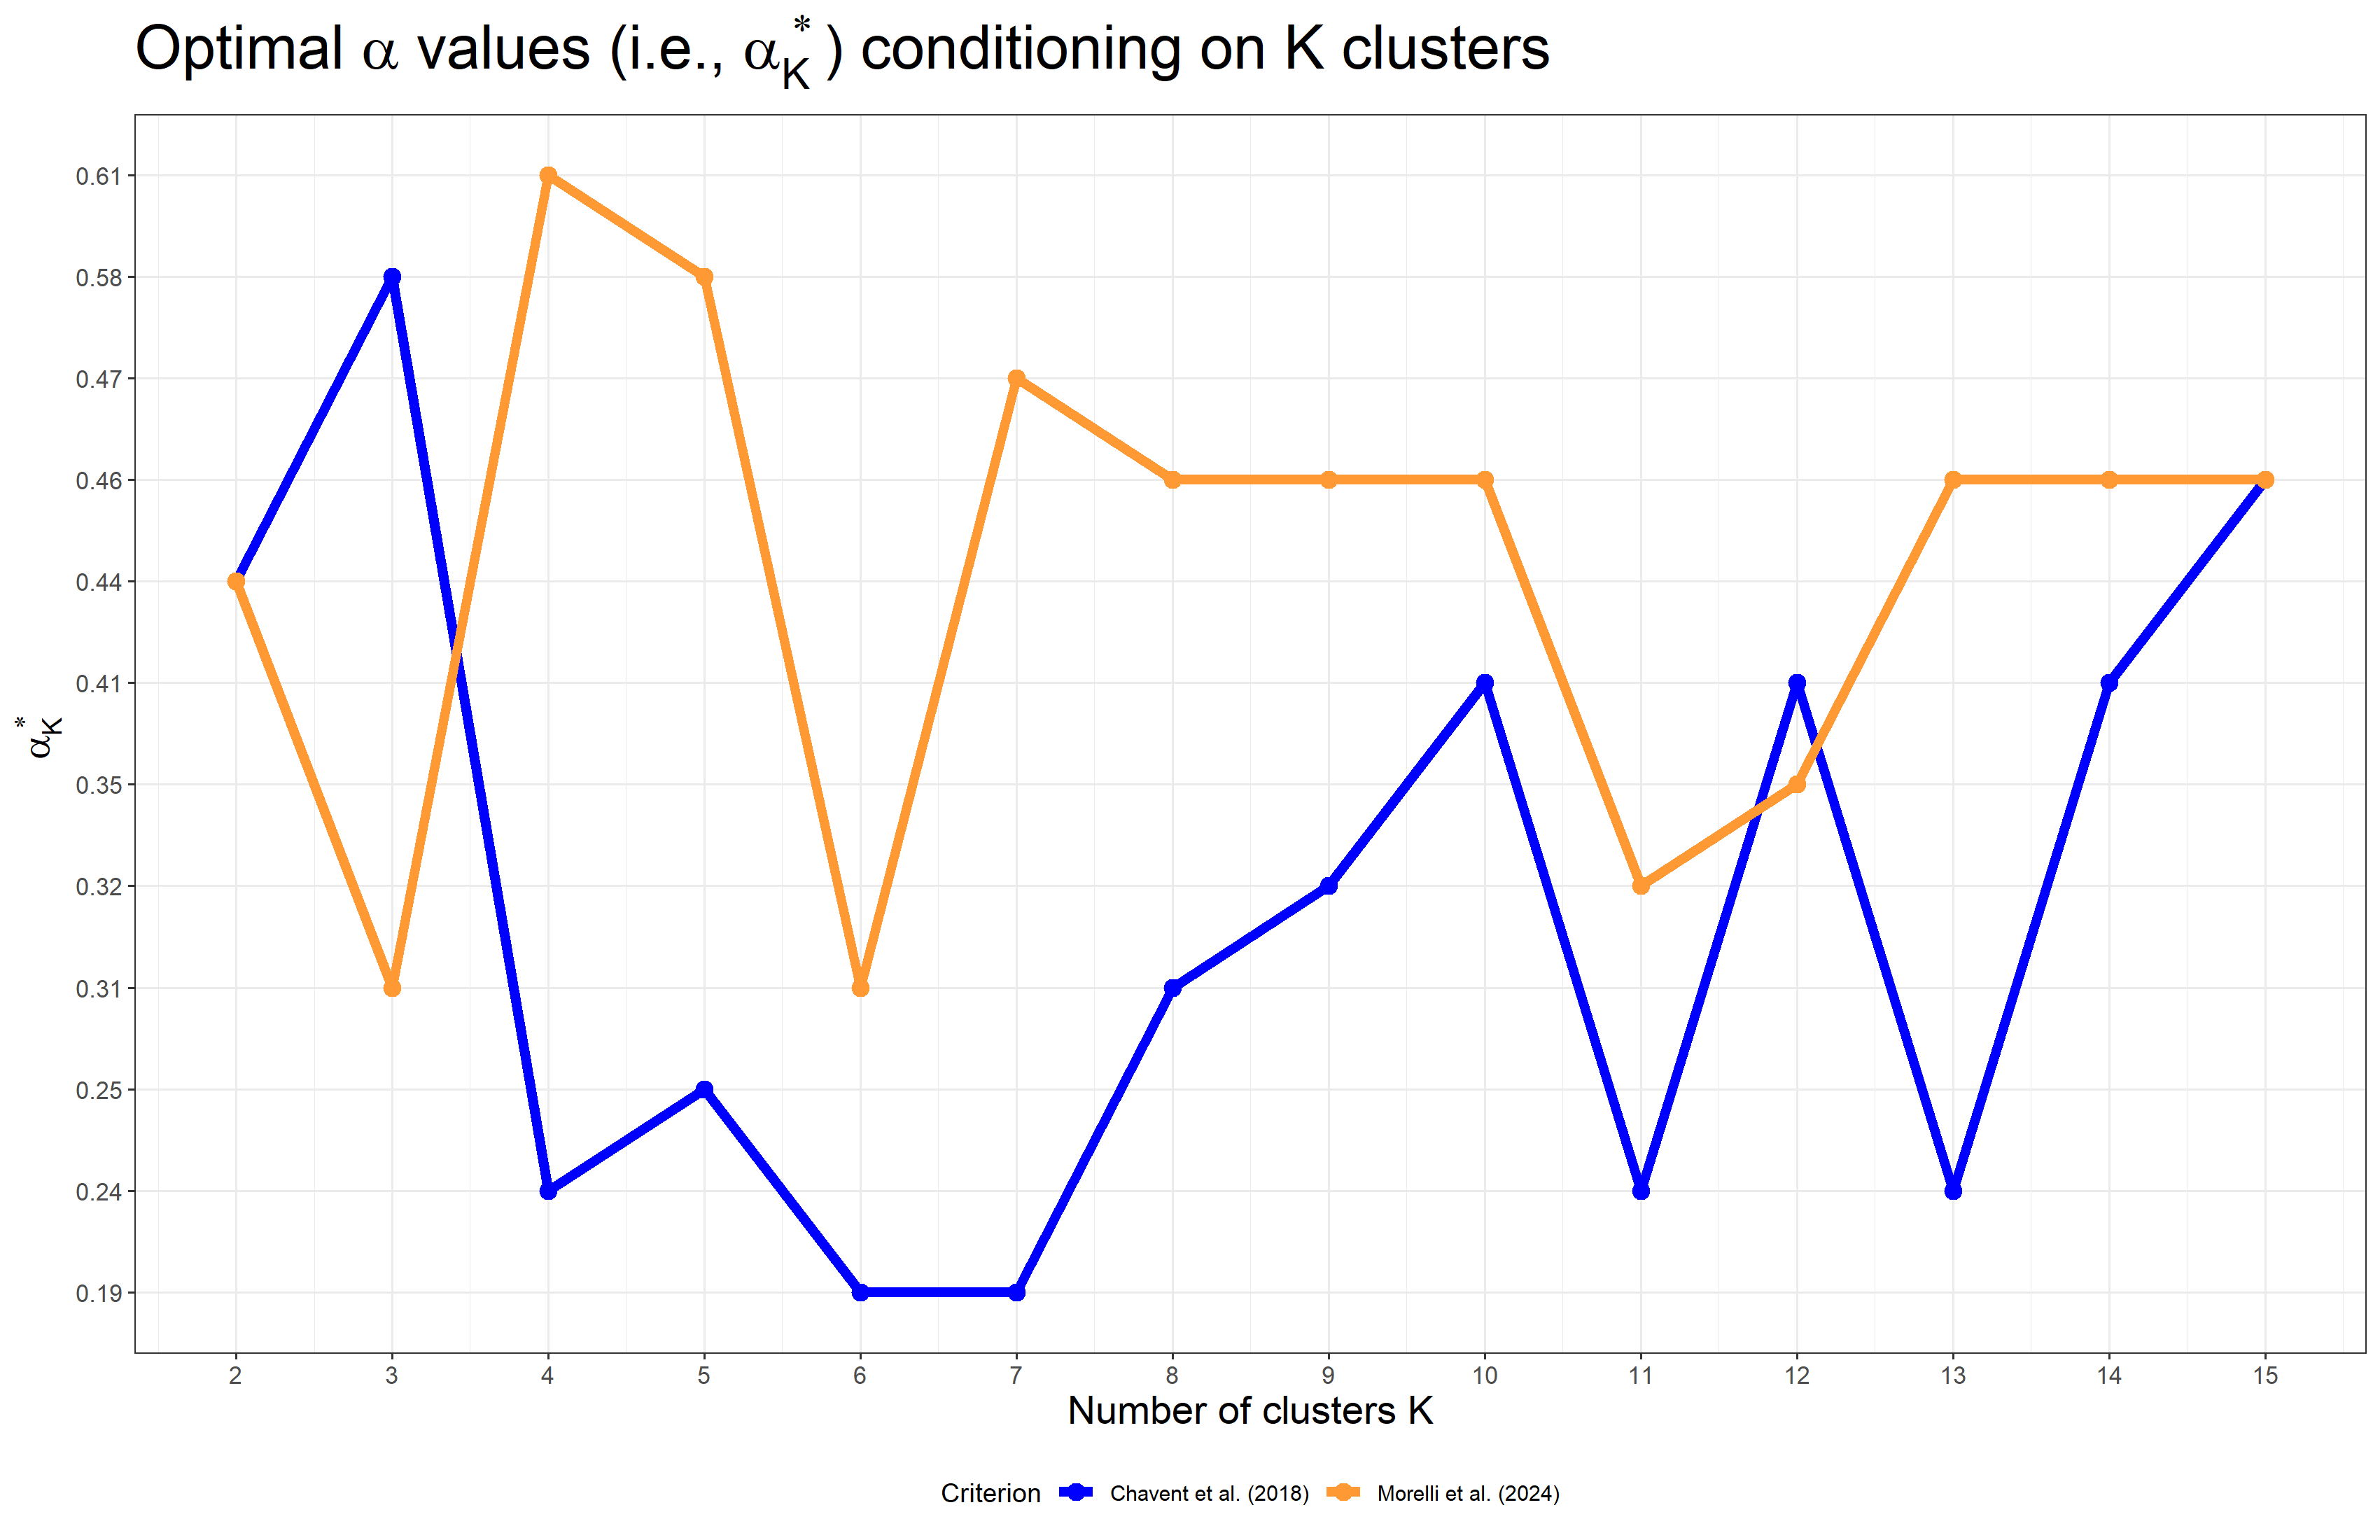 Optimal α values (i.e., α*K) conditioning on K clusters
α*K
0.61
0.58
0.47
0.46
0.44
0.41
0.35
0.32
0.31
0.25
0.24
0.19
2 3 4 5 6 7 8 9 10 11 12 13 14 15
Number of clusters K
Criterion Chavent et al. (2018) Morelli et al. (2024)